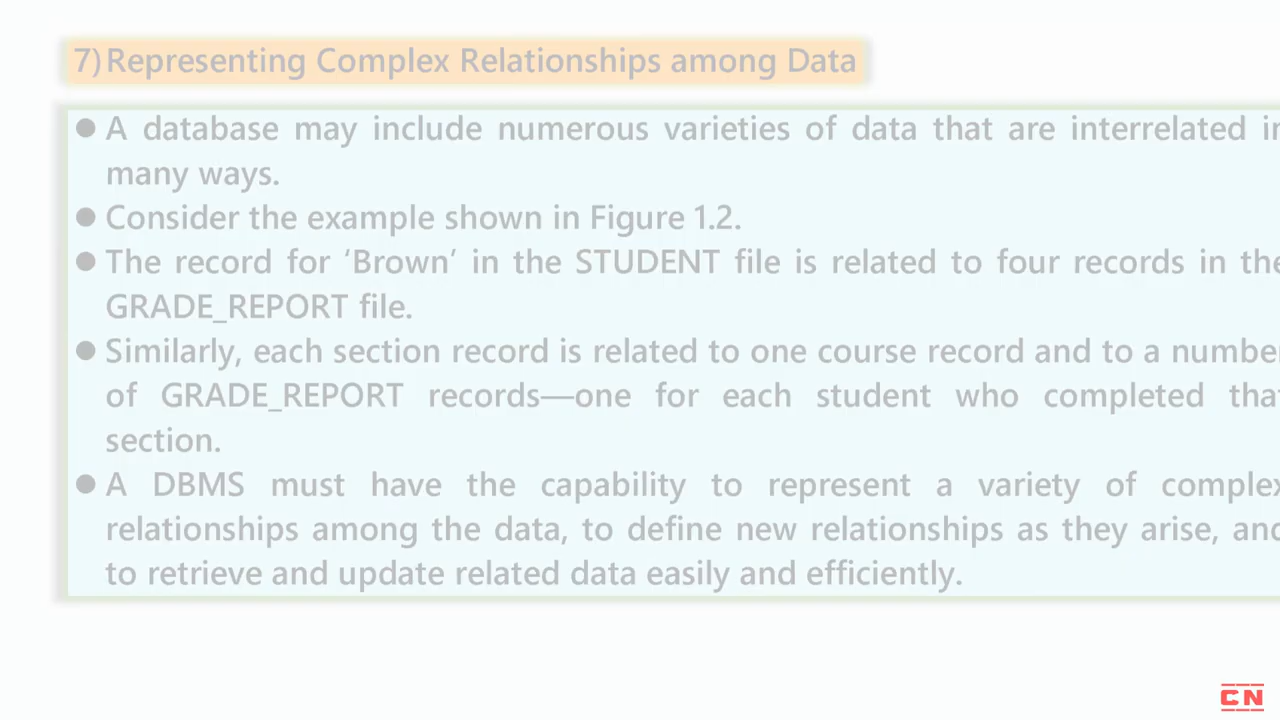 7) Representing Complex Relationships among Data
● A database may include numerous varieties of data that are interrelated in
many ways.
● Consider the example shown in Figure 1.2.
● The record for ‘Brown’ in the STUDENT file is related to four records in the
GRADE_REPORT file.
● Similarly, each section record is related to one course record and to a number
of GRADE_REPORT records—one for each student who completed that
section.
● A DBMS must have the capability to represent a variety of complex
relationships among the data, to define new relationships as they arise, and
to retrieve and update related data easily and efficiently.
CN